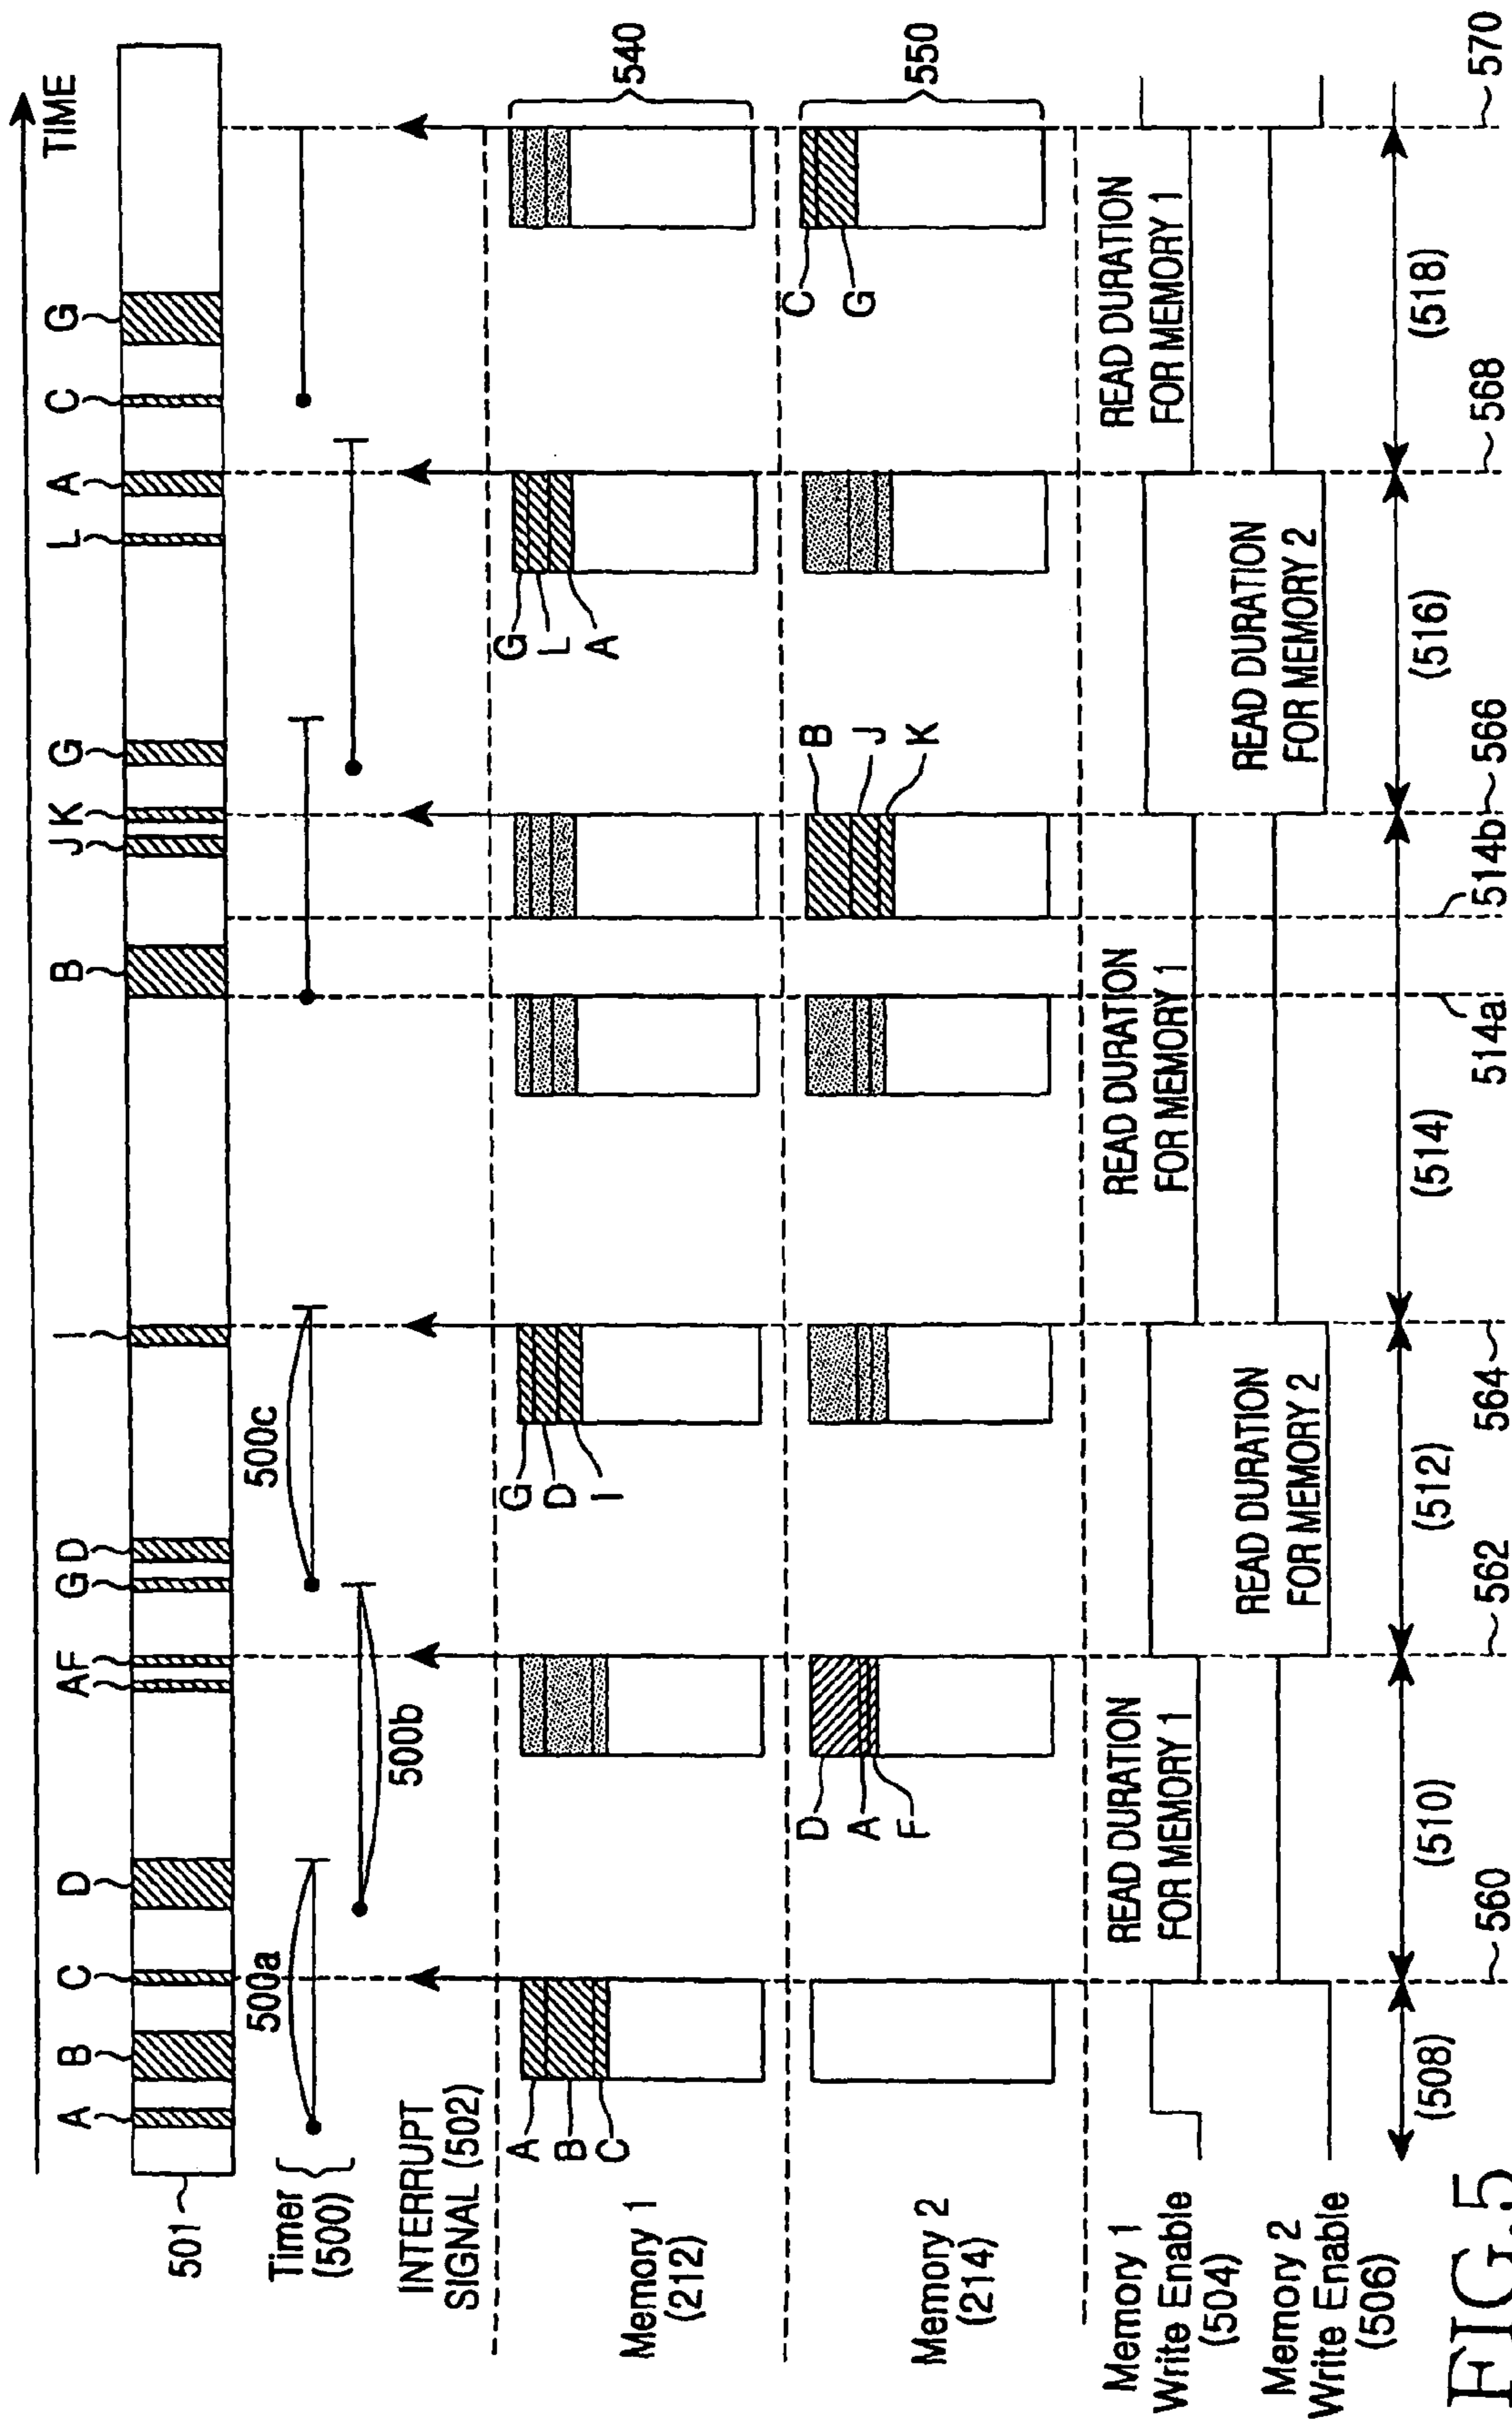 TIME
A
B
C
D
A F
G D
I
B
J K
G
L
A
C
G
501
Timer
(500)
500a
500b
500c
INTERRUPT
SIGNAL (502)
Memory 1
(212)
A
B
C
G
D
I
G
L
A
540
Memory 2
(214)
D
A
F
B
J
K
C
G
550
Memory 1
Write Enable
(504)
READ DURATION
FOR MEMORY 1
READ DURATION
FOR MEMORY 1
READ DURATION
FOR MEMORY 1
Memory 2
Write Enable
(506)
READ DURATION
FOR MEMORY 2
READ DURATION
FOR MEMORY 2
(508)
(510)
(512)
(514)
(516)
(518)
560
562
564
514a
514b
566
568
570
FIG.5